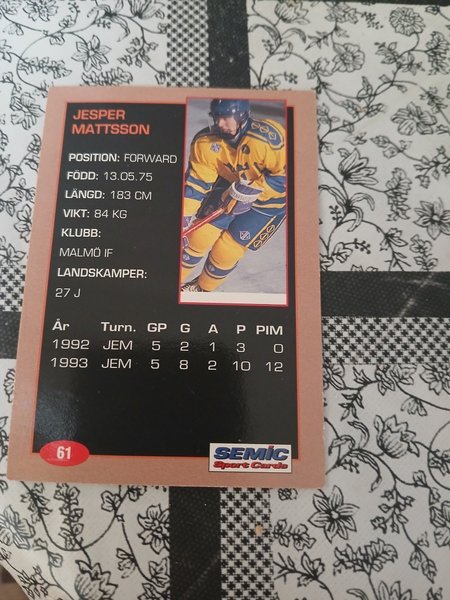 JESPER
MATTSSON
POSITION: FORWARD
FÖDD: 13.05.75
LÄNGD: 183 CM
VIKT: 84 KG
KLUBB:
MALMÖ IF
LANDSKAMPER:
27 J
År Turn. GP G A P PIM
1992 JEM 5 2 1 3 0
1993 JEM 5 8 2 10 12
61
SEMIC
Sport Cards